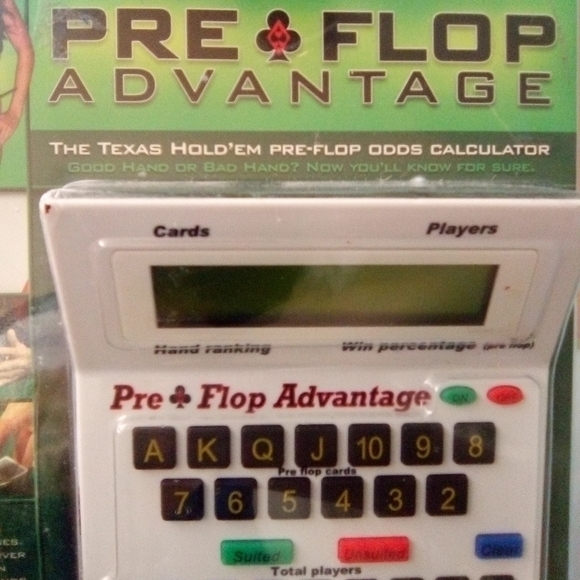 PRE FLOP
ADVANTAGE
THE TEXAS HOLD'EM PRE-FLOP ODDS CALCULATOR
GOOD HAND OR BAD HAND? NOW YOU'LL KNOW FOR SURE.
Cards Players
Hand ranking Win percentage (pre flop)
Pre Flop Advantage ON OFF
A K Q J 10 9 8
Pre flop cards
7 6 5 4 3 2
Suited Unsuited Clear
Total players